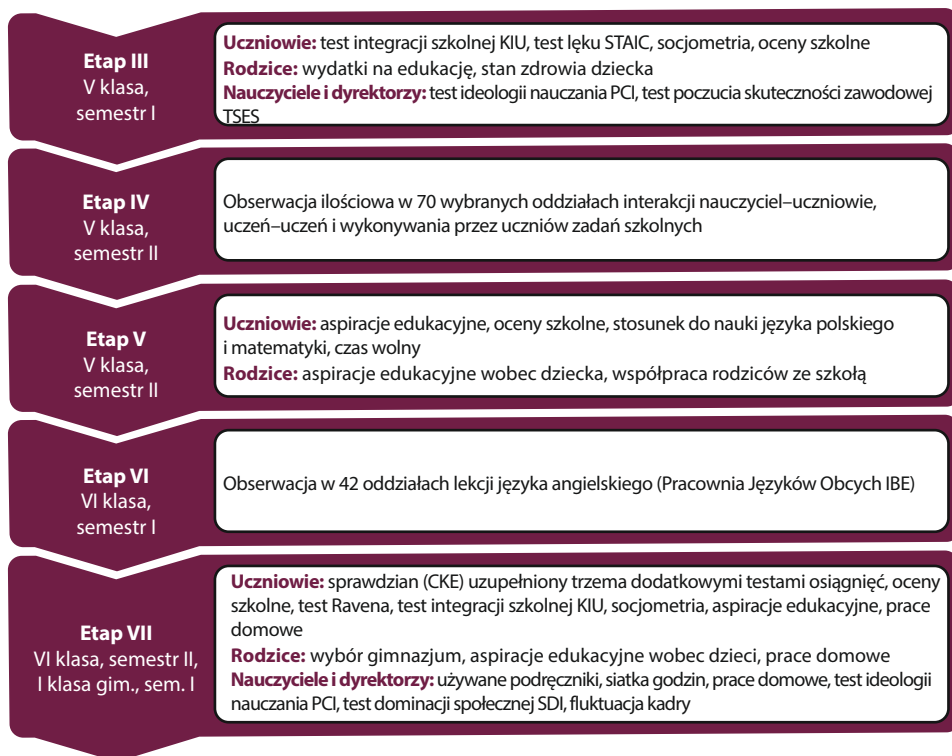 Etap III
V klasa,
semestr I
Uczniowie: test integracji szkolnej KIU, test lęku STAIC, socjometria, oceny szkolne
Rodzice: wydatki na edukację, stan zdrowia dziecka
Nauczyciele i dyrektorzy: test ideologii nauczania PCI, test poczucia skuteczności zawodowej
TSES
Etap IV
V klasa,
semestr II
Obserwacja ilościowa w 70 wybranych oddziałach interakcji nauczyciel–uczniowie,
uczeń–uczeń i wykonywania przez uczniów zadań szkolnych
Etap V
V klasa,
semestr II
Uczniowie: aspiracje edukacyjne, oceny szkolne, stosunek do nauki języka polskiego
i matematyki, czas wolny
Rodzice: aspiracje edukacyjne wobec dziecka, współpraca rodziców ze szkołą
Etap VI
VI klasa,
semestr I
Obserwacja w 42 oddziałach lekcji języka angielskiego (Pracownia Języków Obcych IBE)
Etap VII
VI klasa, semestr II,
I klasa gim., sem. I
Uczniowie: sprawdzian (CKE) uzupełniony trzema dodatkowymi testami osiągnięć, oceny
szkolne, test Ravena, test integracji szkolnej KIU, socjometria, aspiracje edukacyjne, prace
domowe
Rodzice: wybór gimnazjum, aspiracje edukacyjne wobec dzieci, prace domowe
Nauczyciele i dyrektorzy: używane podręczniki, siatka godzin, prace domowe, test ideologii
nauczania PCI, test dominacji społecznej SDI, fluktuacja kadry